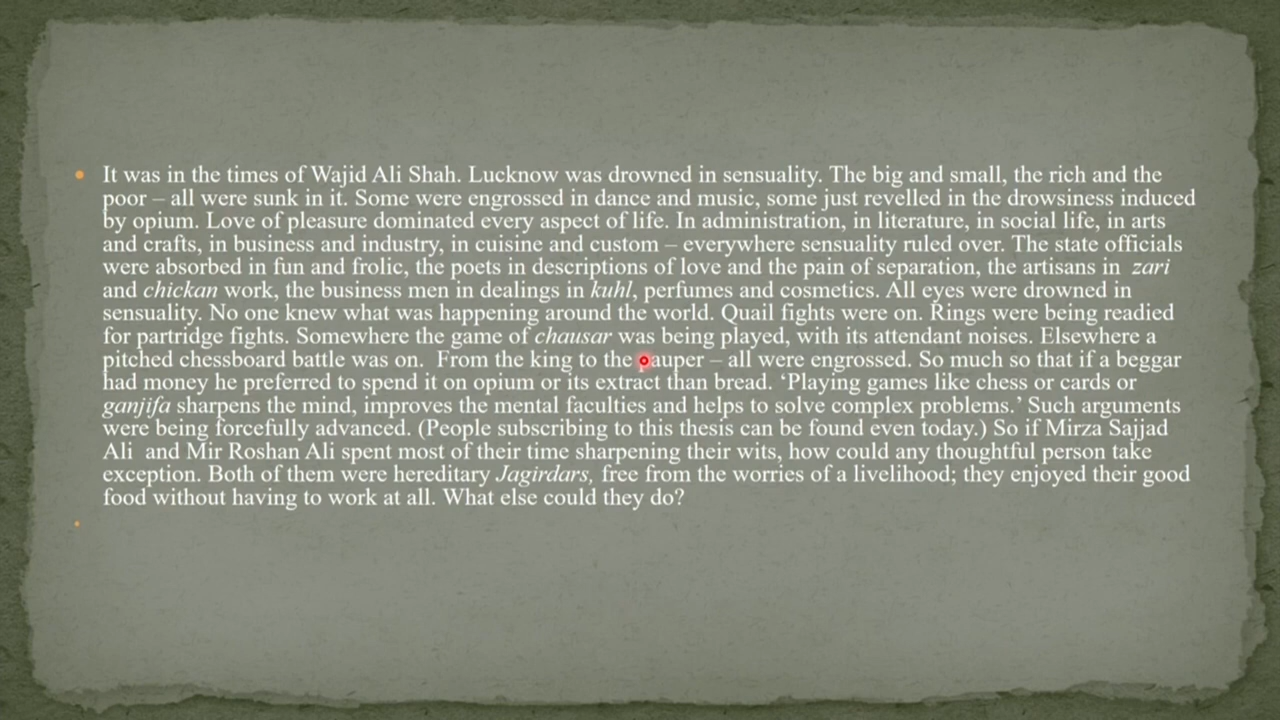 It was in the times of Wajid Ali Shah. Lucknow was drowned in sensuality. The big and small, the rich and the
poor – all were sunk in it. Some were engrossed in dance and music, some just revelled in the drowsiness induced
by opium. Love of pleasure dominated every aspect of life. In administration, in literature, in social life, in arts
and crafts, in business and industry, in cuisine and custom – everywhere sensuality ruled over. The state officials
were absorbed in fun and frolic, the poets in descriptions of love and the pain of separation, the artisans in zari
and chickan work, the business men in dealings in kuhl, perfumes and cosmetics. All eyes were drowned in
sensuality. No one knew what was happening around the world. Quail fights were on. Rings were being readied
for partridge fights. Somewhere the game of chausar was being played, with its attendant noises. Elsewhere a
pitched chessboard battle was on. From the king to the pauper – all were engrossed. So much so that if a beggar
had money he preferred to spend it on opium or its extract than bread. ‘Playing games like chess or cards or
ganjifa sharpens the mind, improves the mental faculties and helps to solve complex problems.’ Such arguments
were being forcefully advanced. (People subscribing to this thesis can be found even today.) So if Mirza Sajjad
Ali and Mir Roshan Ali spent most of their time sharpening their wits, how could any thoughtful person take
exception. Both of them were hereditary Jagirdars, free from the worries of a livelihood; they enjoyed their good
food without having to work at all. What else could they do?